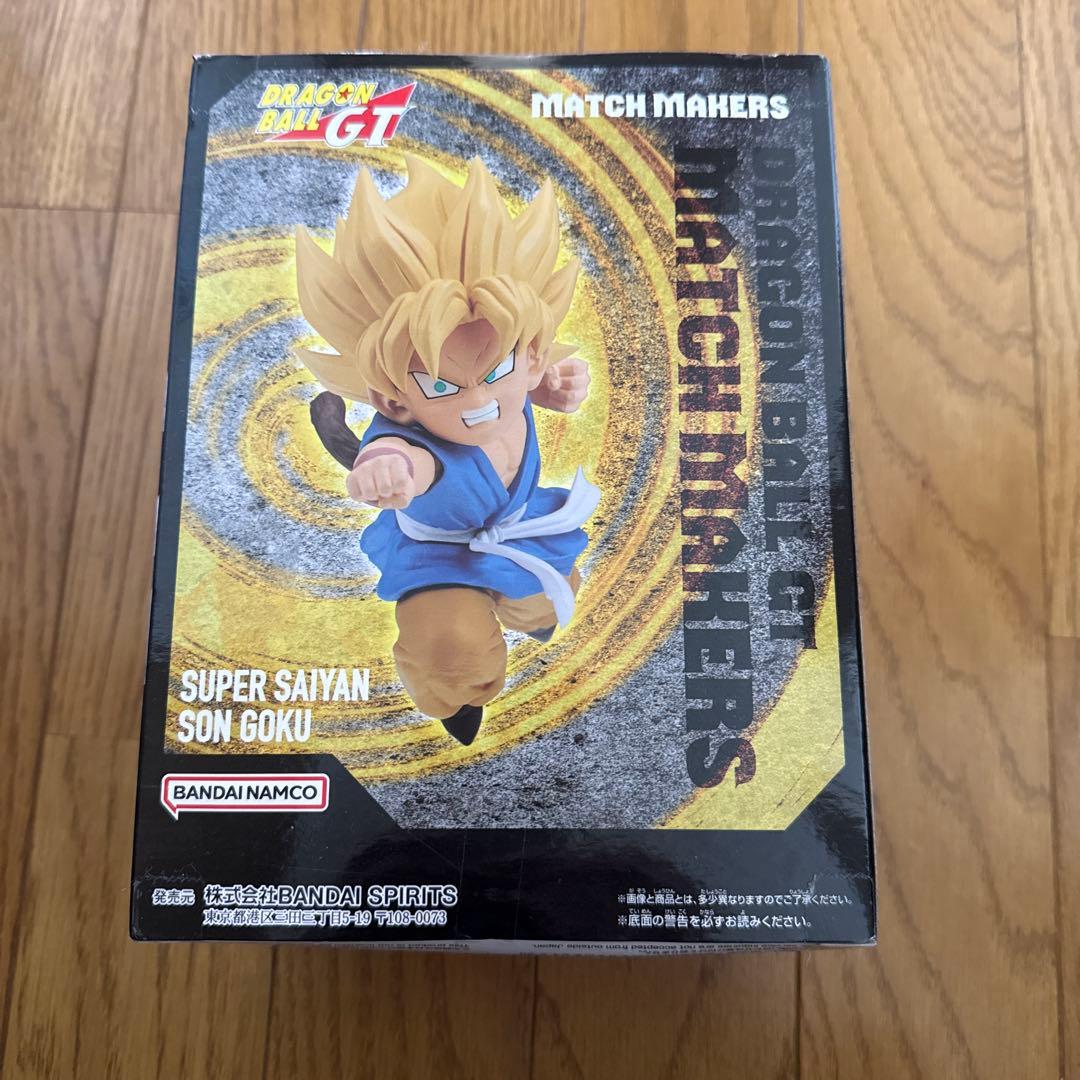 DRAGON
BALL GT
MATCH MAKERS
DRAGON BALL GT
MATCH MAKERS
SUPER SAIYAN
SON GOKU
BANDAI NAMCO
発売元 株式会社BANDAI SPIRITS
東京都港区三田三丁目5-19 〒108-0073
※画像と商品とは、多少異なりますのでご了承ください。
※底面の警告を必ずお読みください。